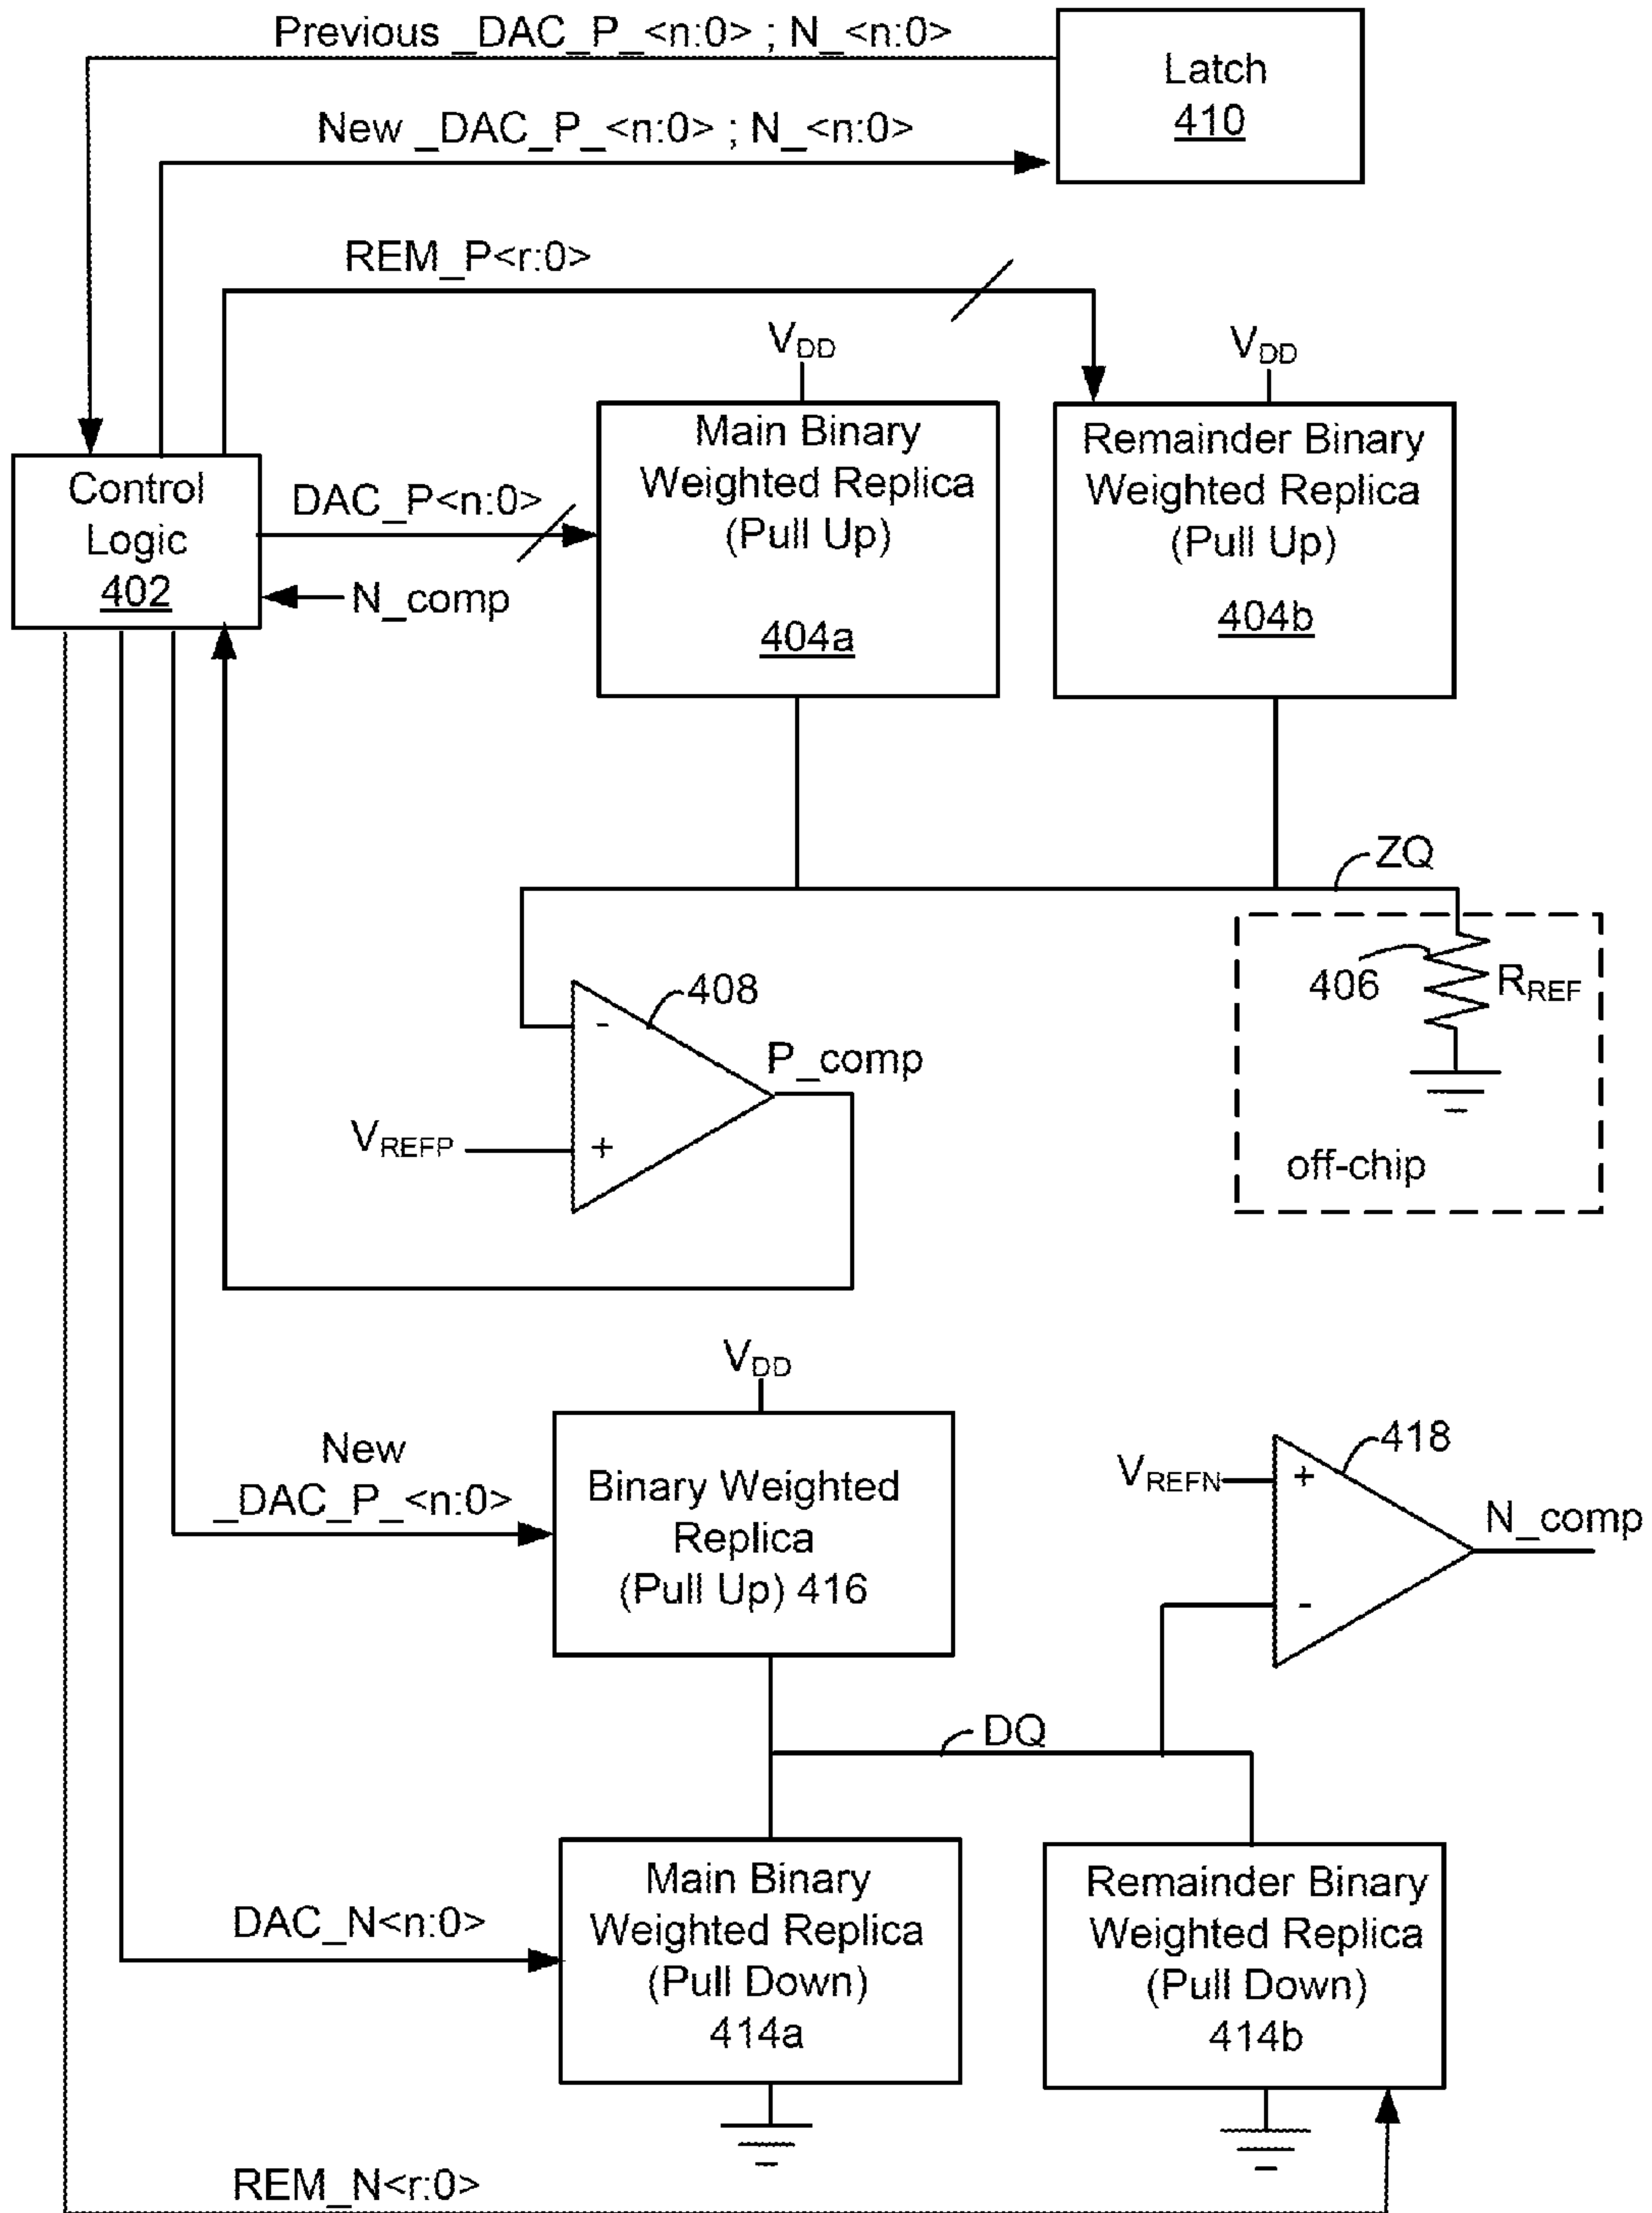 Previous _DAC_P_<n:0> ; N_<n:0>
Latch
410
New _DAC_P_<n:0> ; N_<n:0>
REM_P<r:0>
VDD
VDD
Main Binary
Weighted Replica
(Pull Up)
404a
Remainder Binary
Weighted Replica
(Pull Up)
404b
Control
Logic
402
DAC_P<n:0>
N_comp
ZQ
406
RREF
off-chip
408
-
+
P_comp
VREFP
VDD
New
_DAC_P_<n:0>
Binary Weighted
Replica
(Pull Up) 416
418
VREFN
+
-
N_comp
DQ
DAC_N<n:0>
Main Binary
Weighted Replica
(Pull Down)
414a
Remainder Binary
Weighted Replica
(Pull Down)
414b
REM_N<r:0>